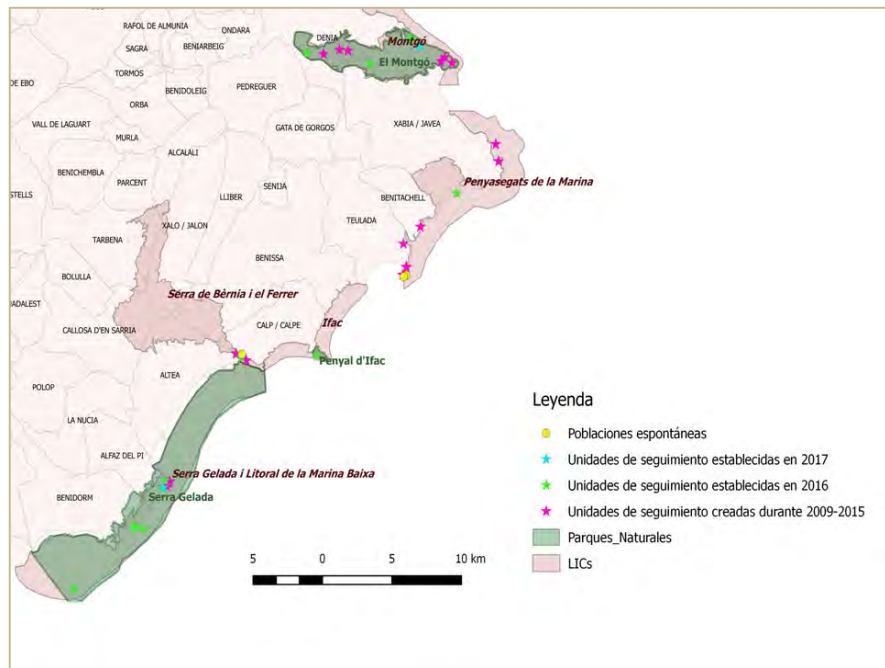 RAFOL DE ALMUNIA
ONDARA
DENIA
Montgó
SAGRA
BENIARBEIG
El Montgó
TORMOS
DE EBO
BENIDOLEIG
PEDREGUER
ORBA
VALL DE LAGUART
GATA DE GORGOS
XABIA / JAVEA
MURLA
ALCALALI
BENICHEMBLA
PARCENT
SENIJA
Penyasegats de la Marina
STELLS
LLIBER
BENITACHELL
TEULADA
XALO / JALON
TARBENA
BENISSA
BOLULLA
Serra de Bèrnia i el Ferrer
ADALEST
CALLOSA D'EN SARRIA
CALP / CALPE
Ifac
Penyal d'Ifac
ALTEA
POLOP
LA NUCIA
ALFAZ DEL PI
Serra Gelada i Litoral de la Marina Baixa
BENIDORM
Serra Gelada
Leyenda
Poblaciones espontáneas
Unidades de seguimiento establecidas en 2017
Unidades de seguimiento establecidas en 2016
Unidades de seguimiento creadas durante 2009-2015
Parques_Naturales
LICs
5 0 5 10 km